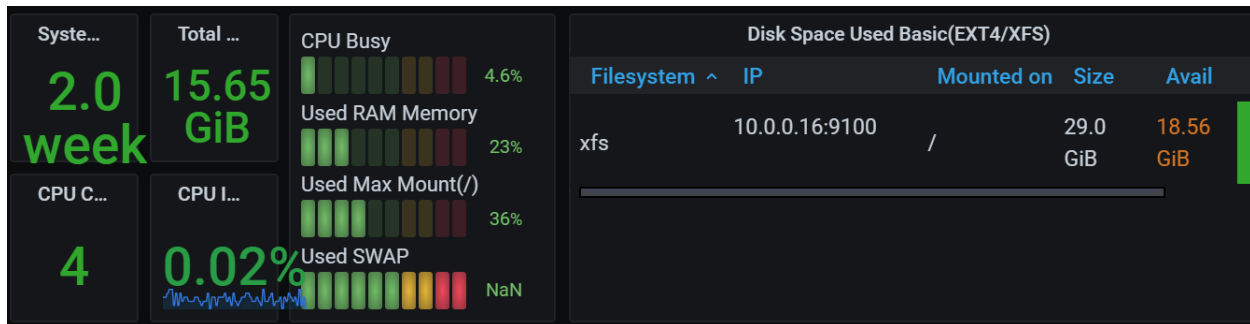 Syste...
2.0
week
Total ...
15.65
GiB
CPU C...
4
CPU I...
0.02%
CPU Busy
4.6%
Used RAM Memory
23%
Used Max Mount(/)
36%
Used SWAP
NaN
Disk Space Used Basic(EXT4/XFS)
Filesystem IP Mounted on Size Avail
xfs 10.0.0.16:9100 / 29.0 GiB 18.56 GiB